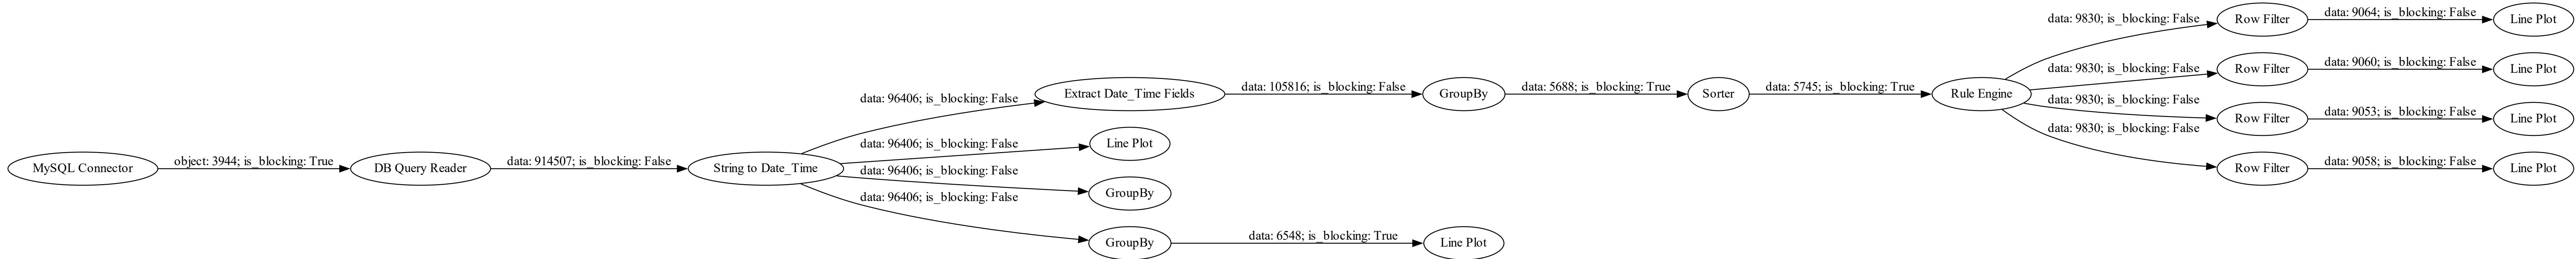 MySQL Connector
object: 3944; is_blocking: True
DB Query Reader
data: 914507; is_blocking: False
String to Date_Time
data: 96406; is_blocking: False
data: 96406; is_blocking: False
data: 96406; is_blocking: False
data: 96406; is_blocking: False
Extract Date_Time Fields
Line Plot
GroupBy
GroupBy
data: 105816; is_blocking: False
data: 6548; is_blocking: True
GroupBy
Line Plot
data: 5688; is_blocking: True
Sorter
data: 5745; is_blocking: True
Rule Engine
data: 9830; is_blocking: False
data: 9830; is_blocking: False
data: 9830; is_blocking: False
data: 9830; is_blocking: False
Row Filter
Row Filter
Row Filter
Row Filter
data: 9064; is_blocking: False
data: 9060; is_blocking: False
data: 9053; is_blocking: False
data: 9058; is_blocking: False
Line Plot
Line Plot
Line Plot
Line Plot